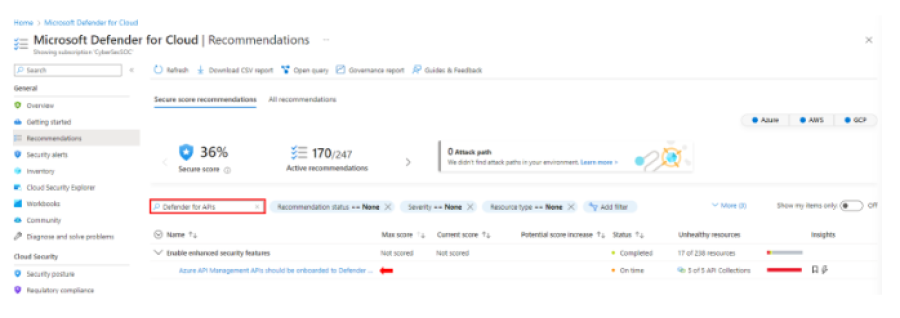 Home > Microsoft Defender for Cloud
Microsoft Defender for Cloud | Recommendations ...
Showing subscription 'CyberSecSOC'
Search
Refresh Download CSV report Open query Governance report Guides & Feedback
General
Overview
Getting started
Recommendations
Security alerts
Inventory
Cloud Security Explorer
Workbooks
Community
Diagnose and solve problems
Cloud Security
Security posture
Regulatory compliance
Secure score recommendations All recommendations
Azure AWS GCP
36%
Secure score
170/247
Active recommendations
0 Attack path
We didn't find attack paths in your environment. Learn more >
Defender for APIs
Recommendation status == None Severity == None Resource type == None Add filter
More (3) Show my items only Off
Name Max score Current score Potential score increase Status Unhealthy resources Insights
Enable enhanced security features Not scored Not scored Completed 17 of 238 resources
Azure API Management APIs should be onboarded to Defender ... On time 5 of 5 API Collections